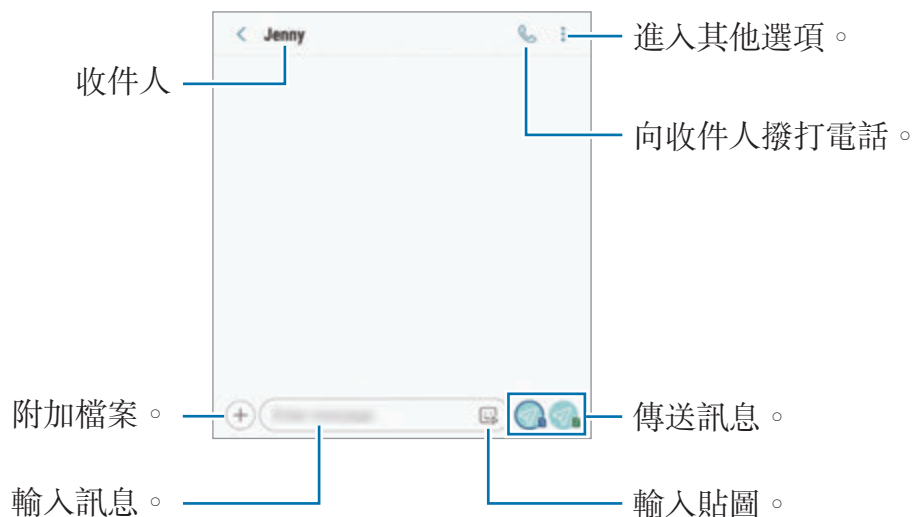 Jenny
進入其他選項。
收件人
向收件人撥打電話。
附加檔案。
傳送訊息。
輸入訊息。
輸入貼圖。